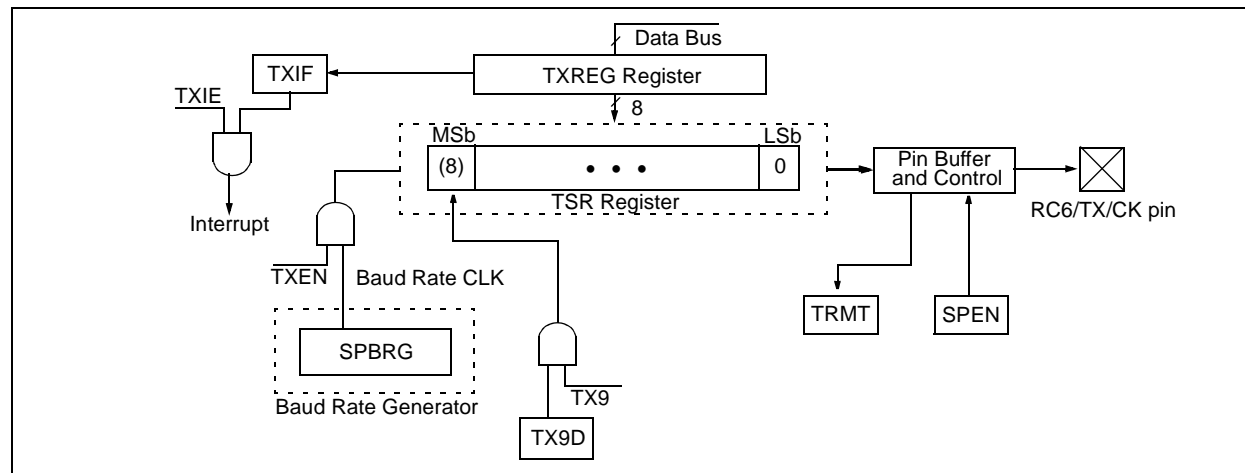 Data Bus
TXIF
TXREG Register
TXIE
8
MSb
LSb
(8)
• • •
0
Pin Buffer
and Control
TSR Register
Interrupt
RC6/TX/CK pin
TXEN
Baud Rate CLK
TRMT
SPEN
SPBRG
TX9
Baud Rate Generator
TX9D